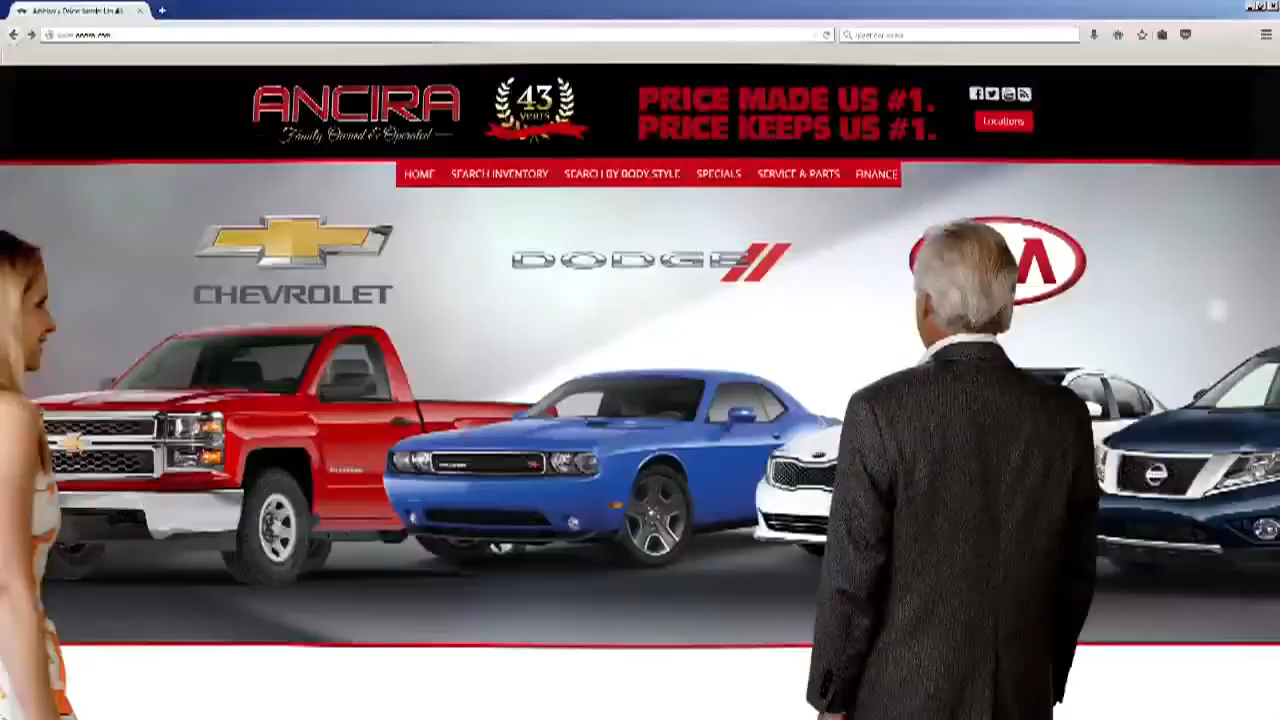 ANCIRA
Family Owned & Operated
43
years
PRICE MADE US #1.
PRICE KEEPS US #1.
Locations
HOME SEARCH INVENTORY SEARCH BY BODY STYLE SPECIALS SERVICE & PARTS FINANCE
CHEVROLET
DODGE